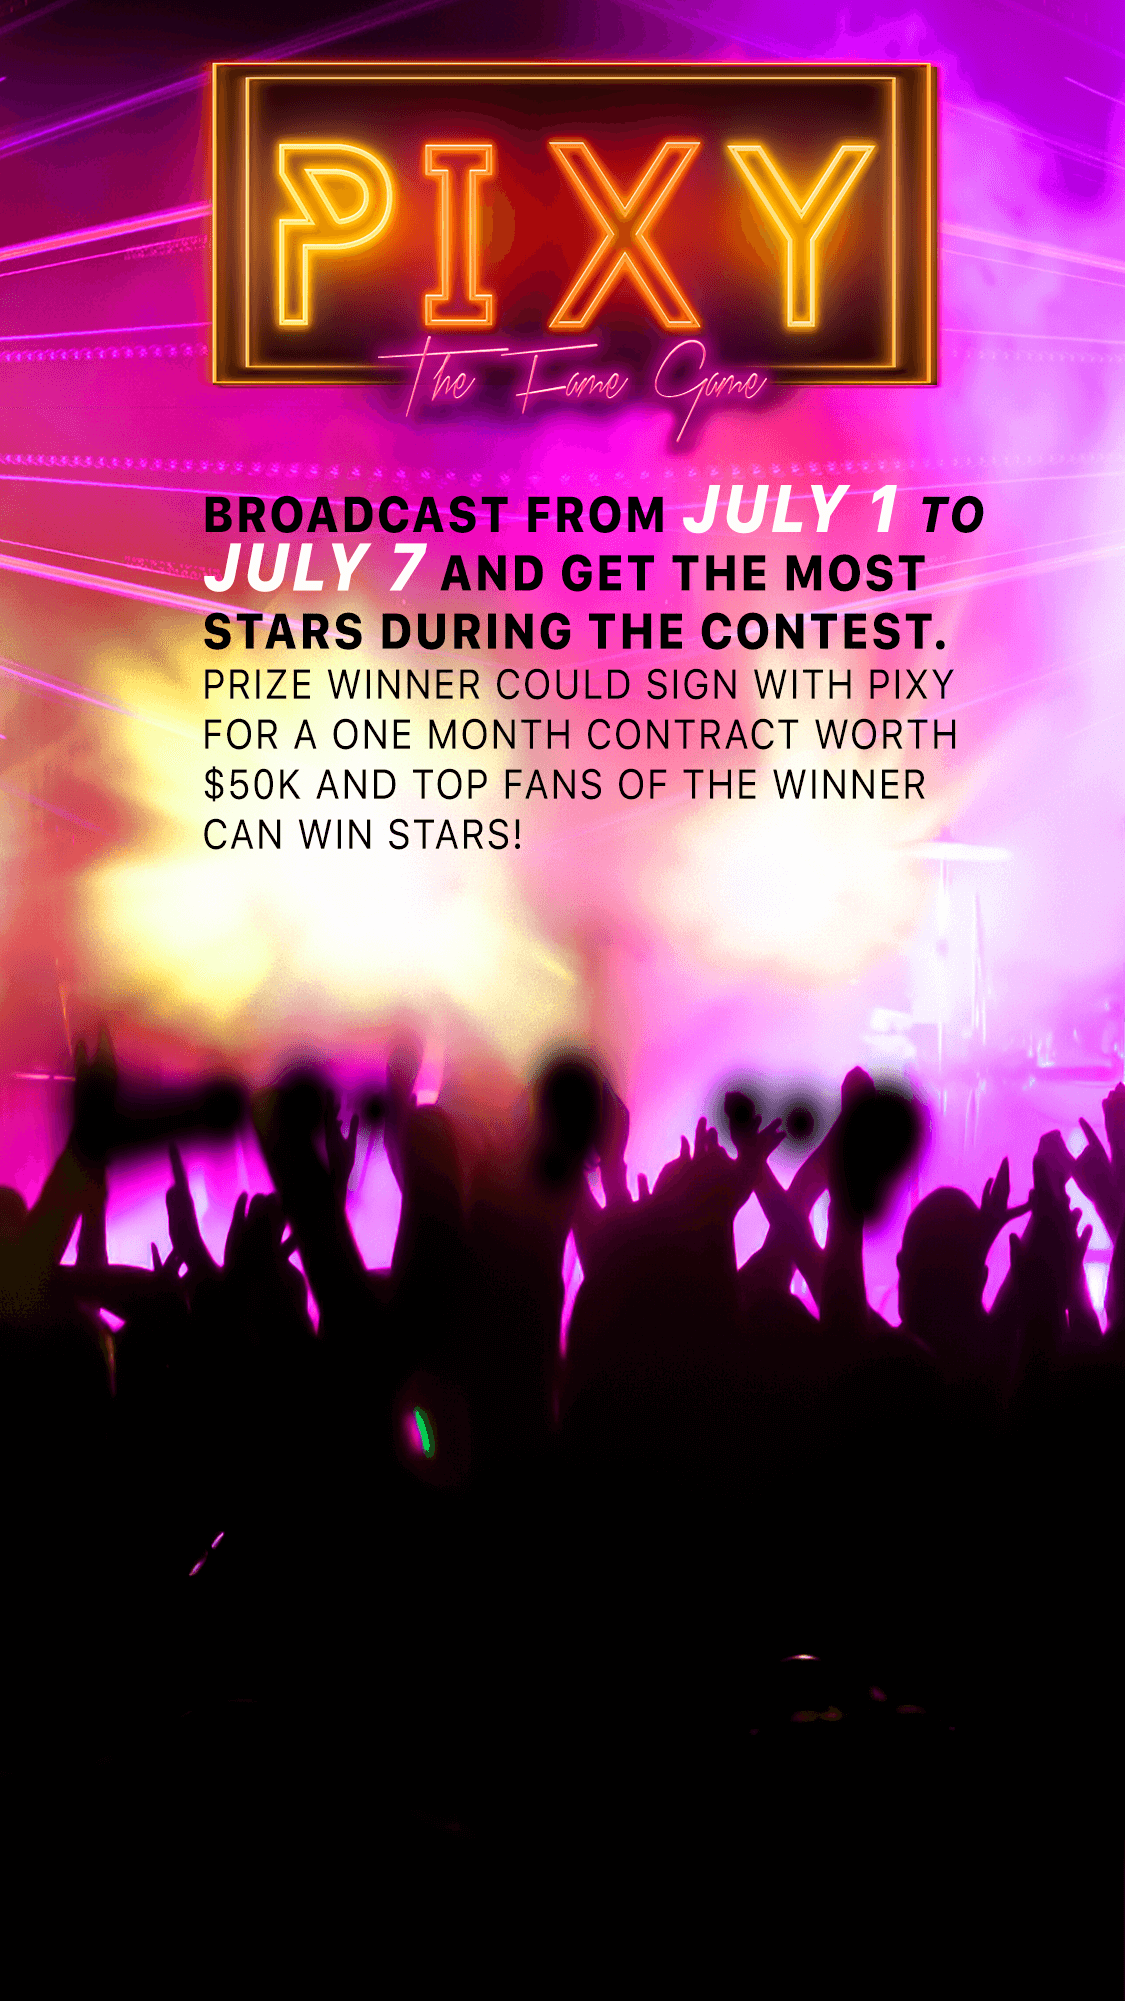 PIXY
The Fame Game
BROADCAST FROM JULY 1 TO
JULY 7 AND GET THE MOST
STARS DURING THE CONTEST.
PRIZE WINNER COULD SIGN WITH PIXY
FOR A ONE MONTH CONTRACT WORTH
$50K AND TOP FANS OF THE WINNER
CAN WIN STARS!